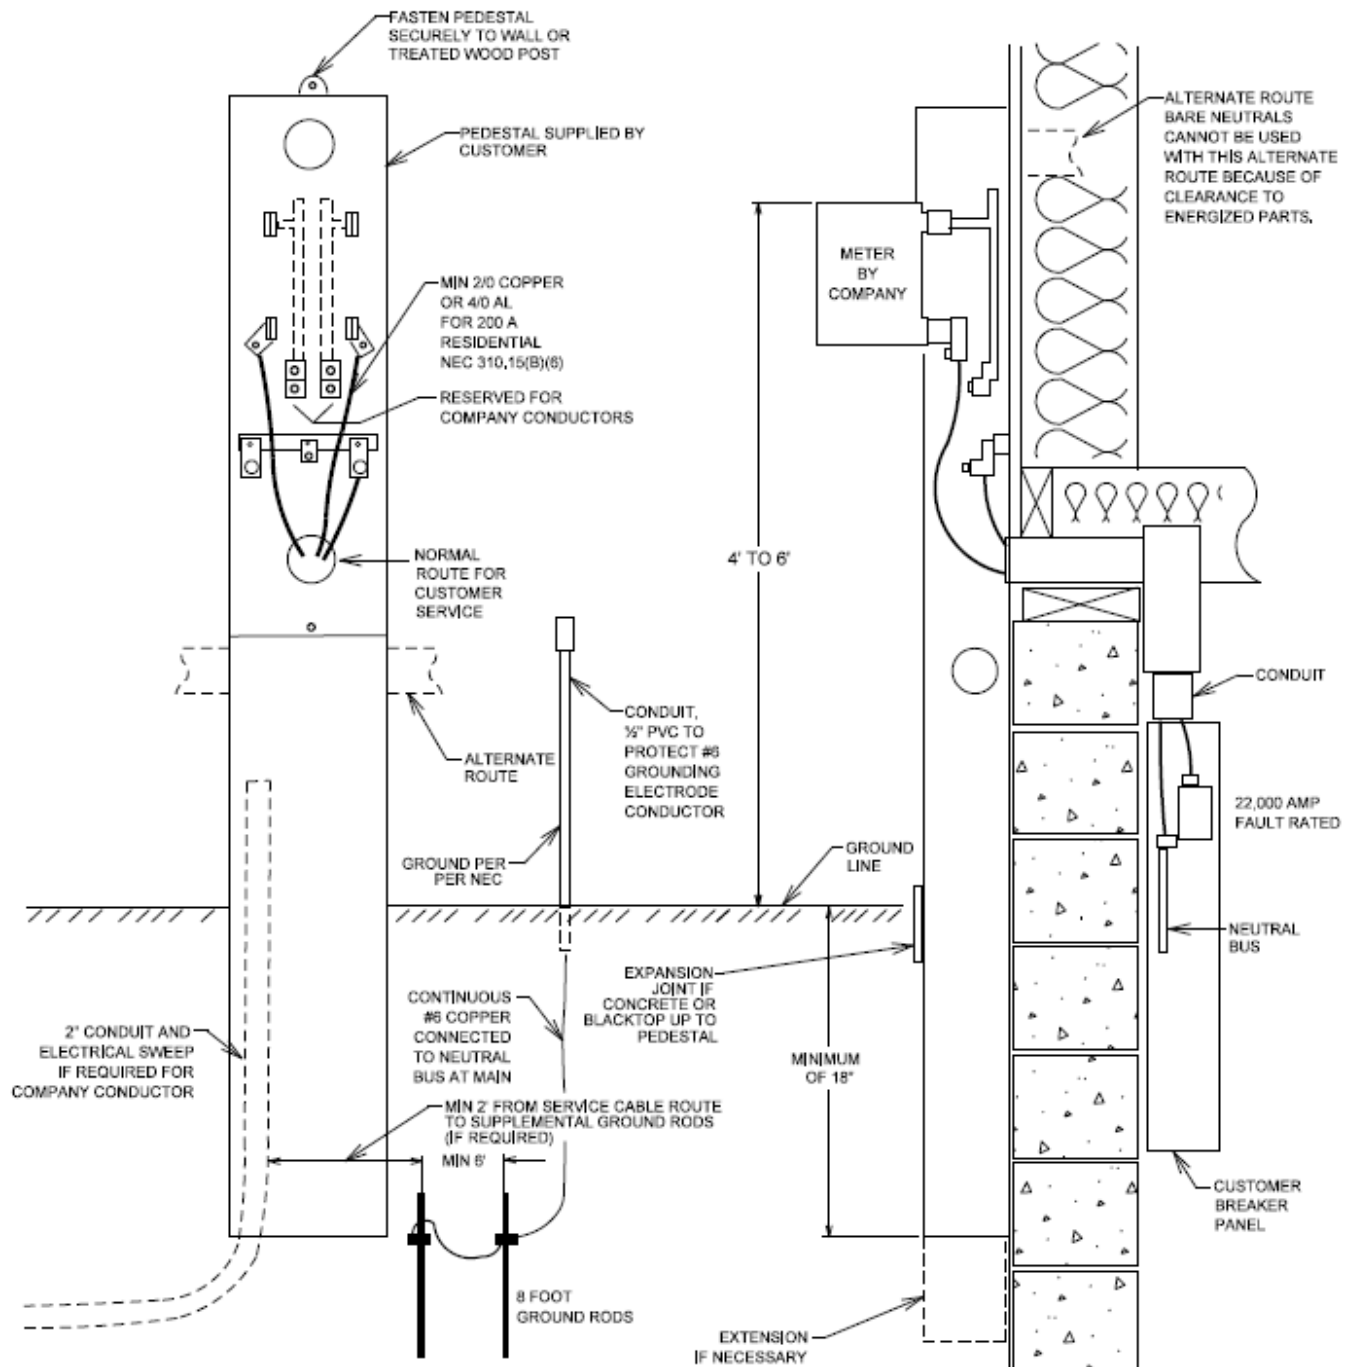 FASTEN PEDESTAL
SECURELY TO WALL OR
TREATED WOOD POST
PEDESTAL SUPPLIED BY
CUSTOMER
MIN 2/0 COPPER
OR 4/0 AL
FOR 200 A
RESIDENTIAL
NEC 310.15(B)(6)
RESERVED FOR
COMPANY CONDUCTORS
NORMAL
ROUTE FOR
CUSTOMER
SERVICE
ALTERNATE
ROUTE
CONDUIT,
½" PVC TO
PROTECT #6
GROUNDING
ELECTRODE
CONDUCTOR
GROUND PER
PER NEC
2" CONDUIT AND
ELECTRICAL SWEEP
IF REQUIRED FOR
COMPANY CONDUCTOR
CONTINUOUS
#6 COPPER
CONNECTED
TO NEUTRAL
BUS AT MAIN
MIN 2' FROM SERVICE CABLE ROUTE
TO SUPPLEMENTAL GROUND RODS
(IF REQUIRED)
MIN 6'
8 FOOT
GROUND RODS
ALTERNATE ROUTE
BARE NEUTRALS
CANNOT BE USED
WITH THIS ALTERNATE
ROUTE BECAUSE OF
CLEARANCE TO
ENERGIZED PARTS.
METER
BY
COMPANY
4' TO 6'
GROUND
LINE
EXPANSION
JOINT IF
CONCRETE OR
BLACKTOP UP TO
PEDESTAL
MINIMUM
OF 18"
EXTENSION
IF NECESSARY
CONDUIT
22,000 AMP
FAULT RATED
NEUTRAL
BUS
CUSTOMER
BREAKER
PANEL